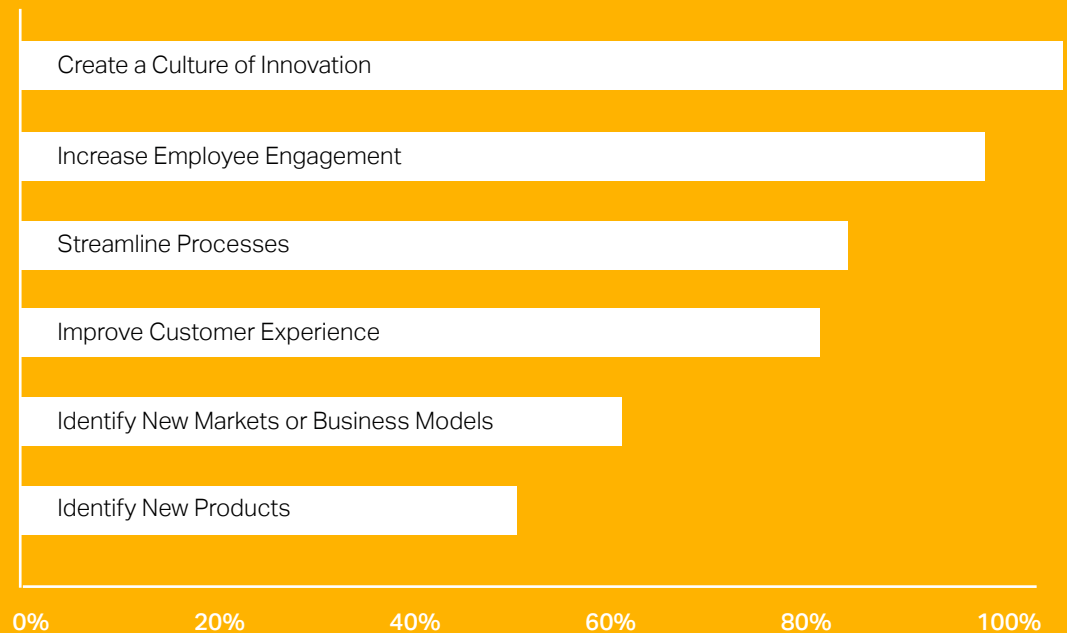 Create a Culture of Innovation
Increase Employee Engagement
Streamline Processes
Improve Customer Experience
Identify New Markets or Business Models
Identify New Products
0% 20% 40% 60% 80% 100%